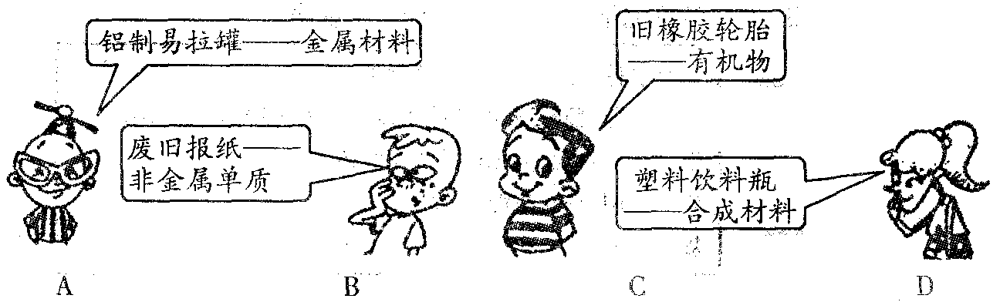 铝制易拉罐——金属材料
旧橡胶轮胎
——有机物
废旧报纸——
非金属单质
塑料饮料瓶
——合成材料
A
B
C
D